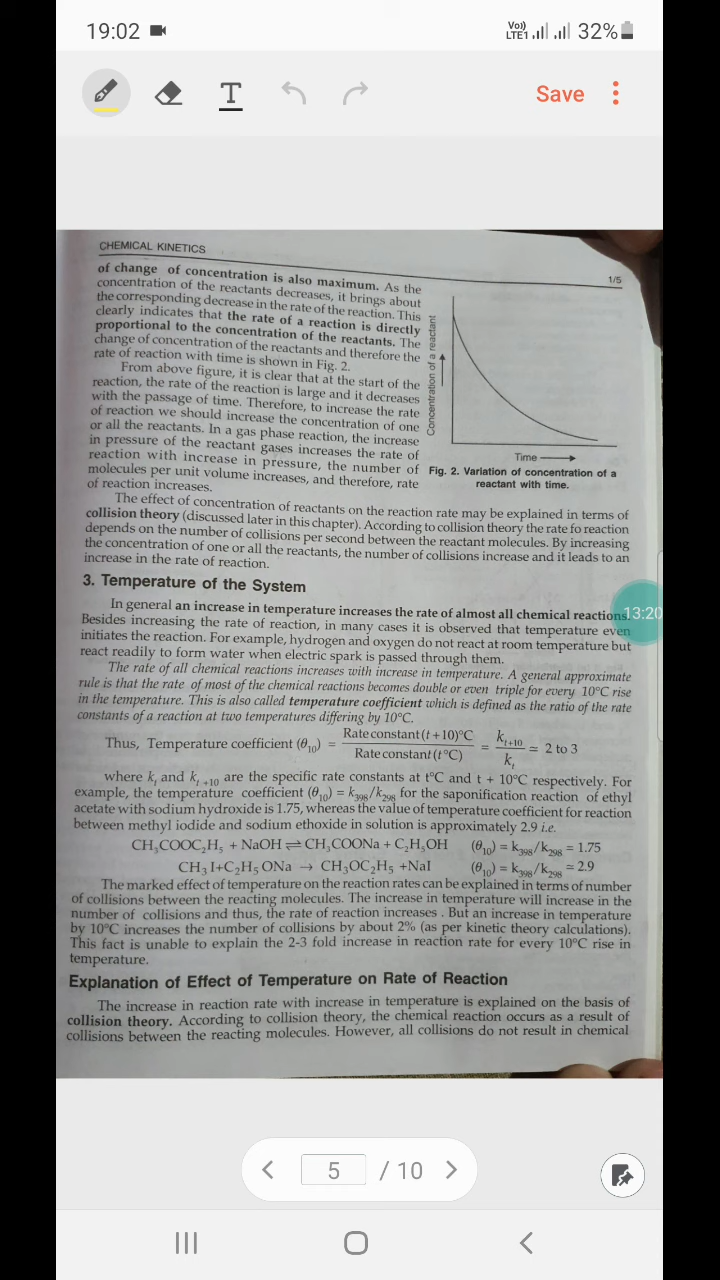 19:02
Vo))
LTE1
32%
T
Save
CHEMICAL KINETICS
1/5
of change of concentration is also maximum. As the
concentration of the reactants decreases, it brings about
the corresponding decrease in the rate of the reaction. This
clearly indicates that the rate of a reaction is directly
proportional to the concentration of the reactants. The
change of concentration of the reactants and therefore the
rate of reaction with time is shown in Fig. 2.
From above figure, it is clear that at the start of the
reaction, the rate of the reaction is large and it decreases
with the passage of time. Therefore, to increase the rate
of reaction we should increase the concentration of one
or all the reactants. In a gas phase reaction, the increase
in pressure of the reactant gases increases the rate of
reaction with increase in pressure, the number of
molecules per unit volume increases, and therefore, rate
of reaction increases.
Concentration of a reactant
Time
Fig. 2. Variation of concentration of a
reactant with time.
The effect of concentration of reactants on the reaction rate may be explained in terms of
collision theory (discussed later in this chapter). According to collision theory the rate fo reaction
depends on the number of collisions per second between the reactant molecules. By increasing
the concentration of one or all the reactants, the number of collisions increase and it leads to an
increase in the rate of reaction.
3. Temperature of the System
In general an increase in temperature increases the rate of almost all chemical reactions.
13:20
Besides increasing the rate of reaction, in many cases it is observed that temperature even
initiates the reaction. For example, hydrogen and oxygen do not react at room temperature but
react readily to form water when electric spark is passed through them.
The rate of all chemical reactions increases with increase in temperature. A general approximate
rule is that the rate of most of the chemical reactions becomes double or even triple for every 10°C rise
in the temperature. This is also called temperature coefficient which is defined as the ratio of the rate
constants of a reaction at two temperatures differing by 10°C.
Thus, Temperature coefficient (θ₁₀) = Rate constant (t + 10)°C / Rate constant (t°C) = kₜ₊₁₀ / kₜ = 2 to 3
where kₜ and kₜ ₊₁₀ are the specific rate constants at t°C and t + 10°C respectively. For
example, the temperature coefficient (θ₁₀) = k₃₉₈/k₂₉₈ for the saponification reaction of ethyl
acetate with sodium hydroxide is 1.75, whereas the value of temperature coefficient for reaction
between methyl iodide and sodium ethoxide in solution is approximately 2.9 i.e.
CH₃COOC₂H₅ + NaOH ⇌ CH₃COONa + C₂H₅OH (θ₁₀) = k₃₉₈/k₂₉₈ = 1.75
CH₃ I+C₂H₅ ONa → CH₃OC₂H₅ +NaI (θ₁₀) = k₃₉₈/k₂₉₈ = 2.9
The marked effect of temperature on the reaction rates can be explained in terms of number
of collisions between the reacting molecules. The increase in temperature will increase in the
number of collisions and thus, the rate of reaction increases . But an increase in temperature
by 10°C increases the number of collisions by about 2% (as per kinetic theory calculations).
This fact is unable to explain the 2-3 fold increase in reaction rate for every 10°C rise in
temperature.
Explanation of Effect of Temperature on Rate of Reaction
The increase in reaction rate with increase in temperature is explained on the basis of
collision theory. According to collision theory, the chemical reaction occurs as a result of
collisions between the reacting molecules. However, all collisions do not result in chemical
5 / 10